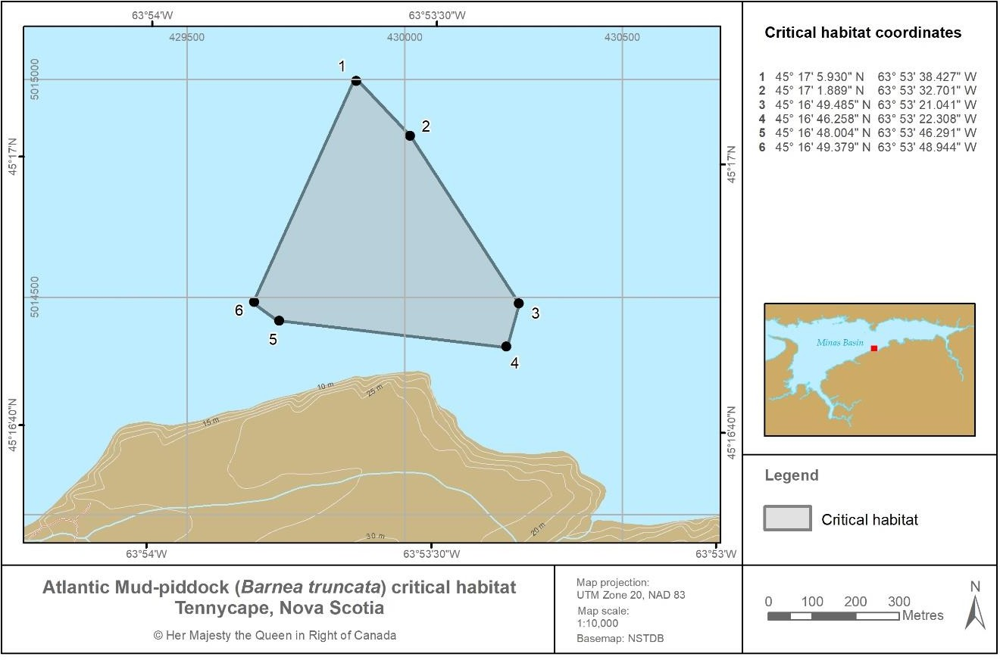 63°54'W
63°53'30"W
429500
430000
430500
5015000
5014500
45°17'N
45°16'40"N
45°17'N
45°16'40"N
1
2
3
4
5
6
10 m
25 m
15 m
20 m
30 m
63°54'W
63°53'30"W
63°53'W
Critical habitat coordinates
1 45° 17' 5.930" N 63° 53' 38.427" W
2 45° 17' 1.889" N 63° 53' 32.701" W
3 45° 16' 49.485" N 63° 53' 21.041" W
4 45° 16' 46.258" N 63° 53' 22.308" W
5 45° 16' 48.004" N 63° 53' 46.291" W
6 45° 16' 49.379" N 63° 53' 48.944" W
Minas Basin
Legend
Critical habitat
Atlantic Mud-piddock (Barnea truncata) critical habitat
Tennycape, Nova Scotia
© Her Majesty the Queen in Right of Canada
Map projection:
UTM Zone 20, NAD 83
Map scale:
1:10,000
Basemap: NSTDB
0 100 200 300
Metres
N